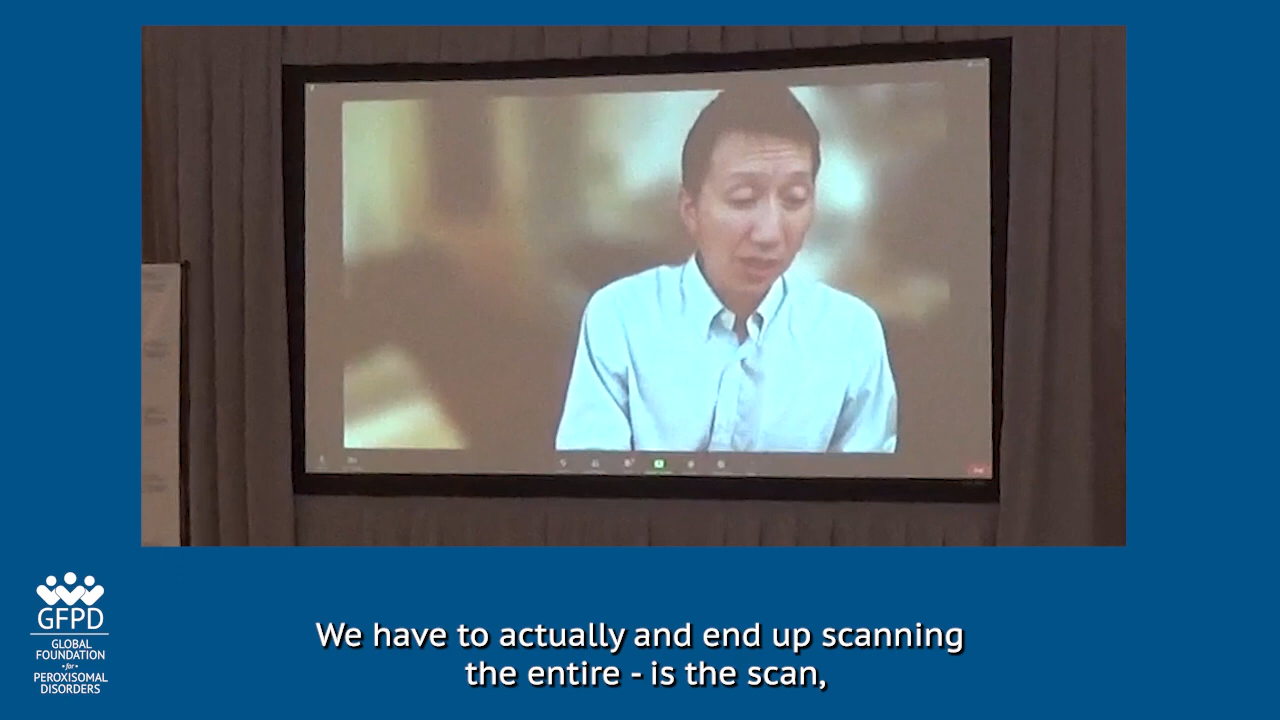 GFPD
GLOBAL
FOUNDATION
for
PEROXISOMAL
DISORDERS
We have to actually and end up scanning
the entire - is the scan,